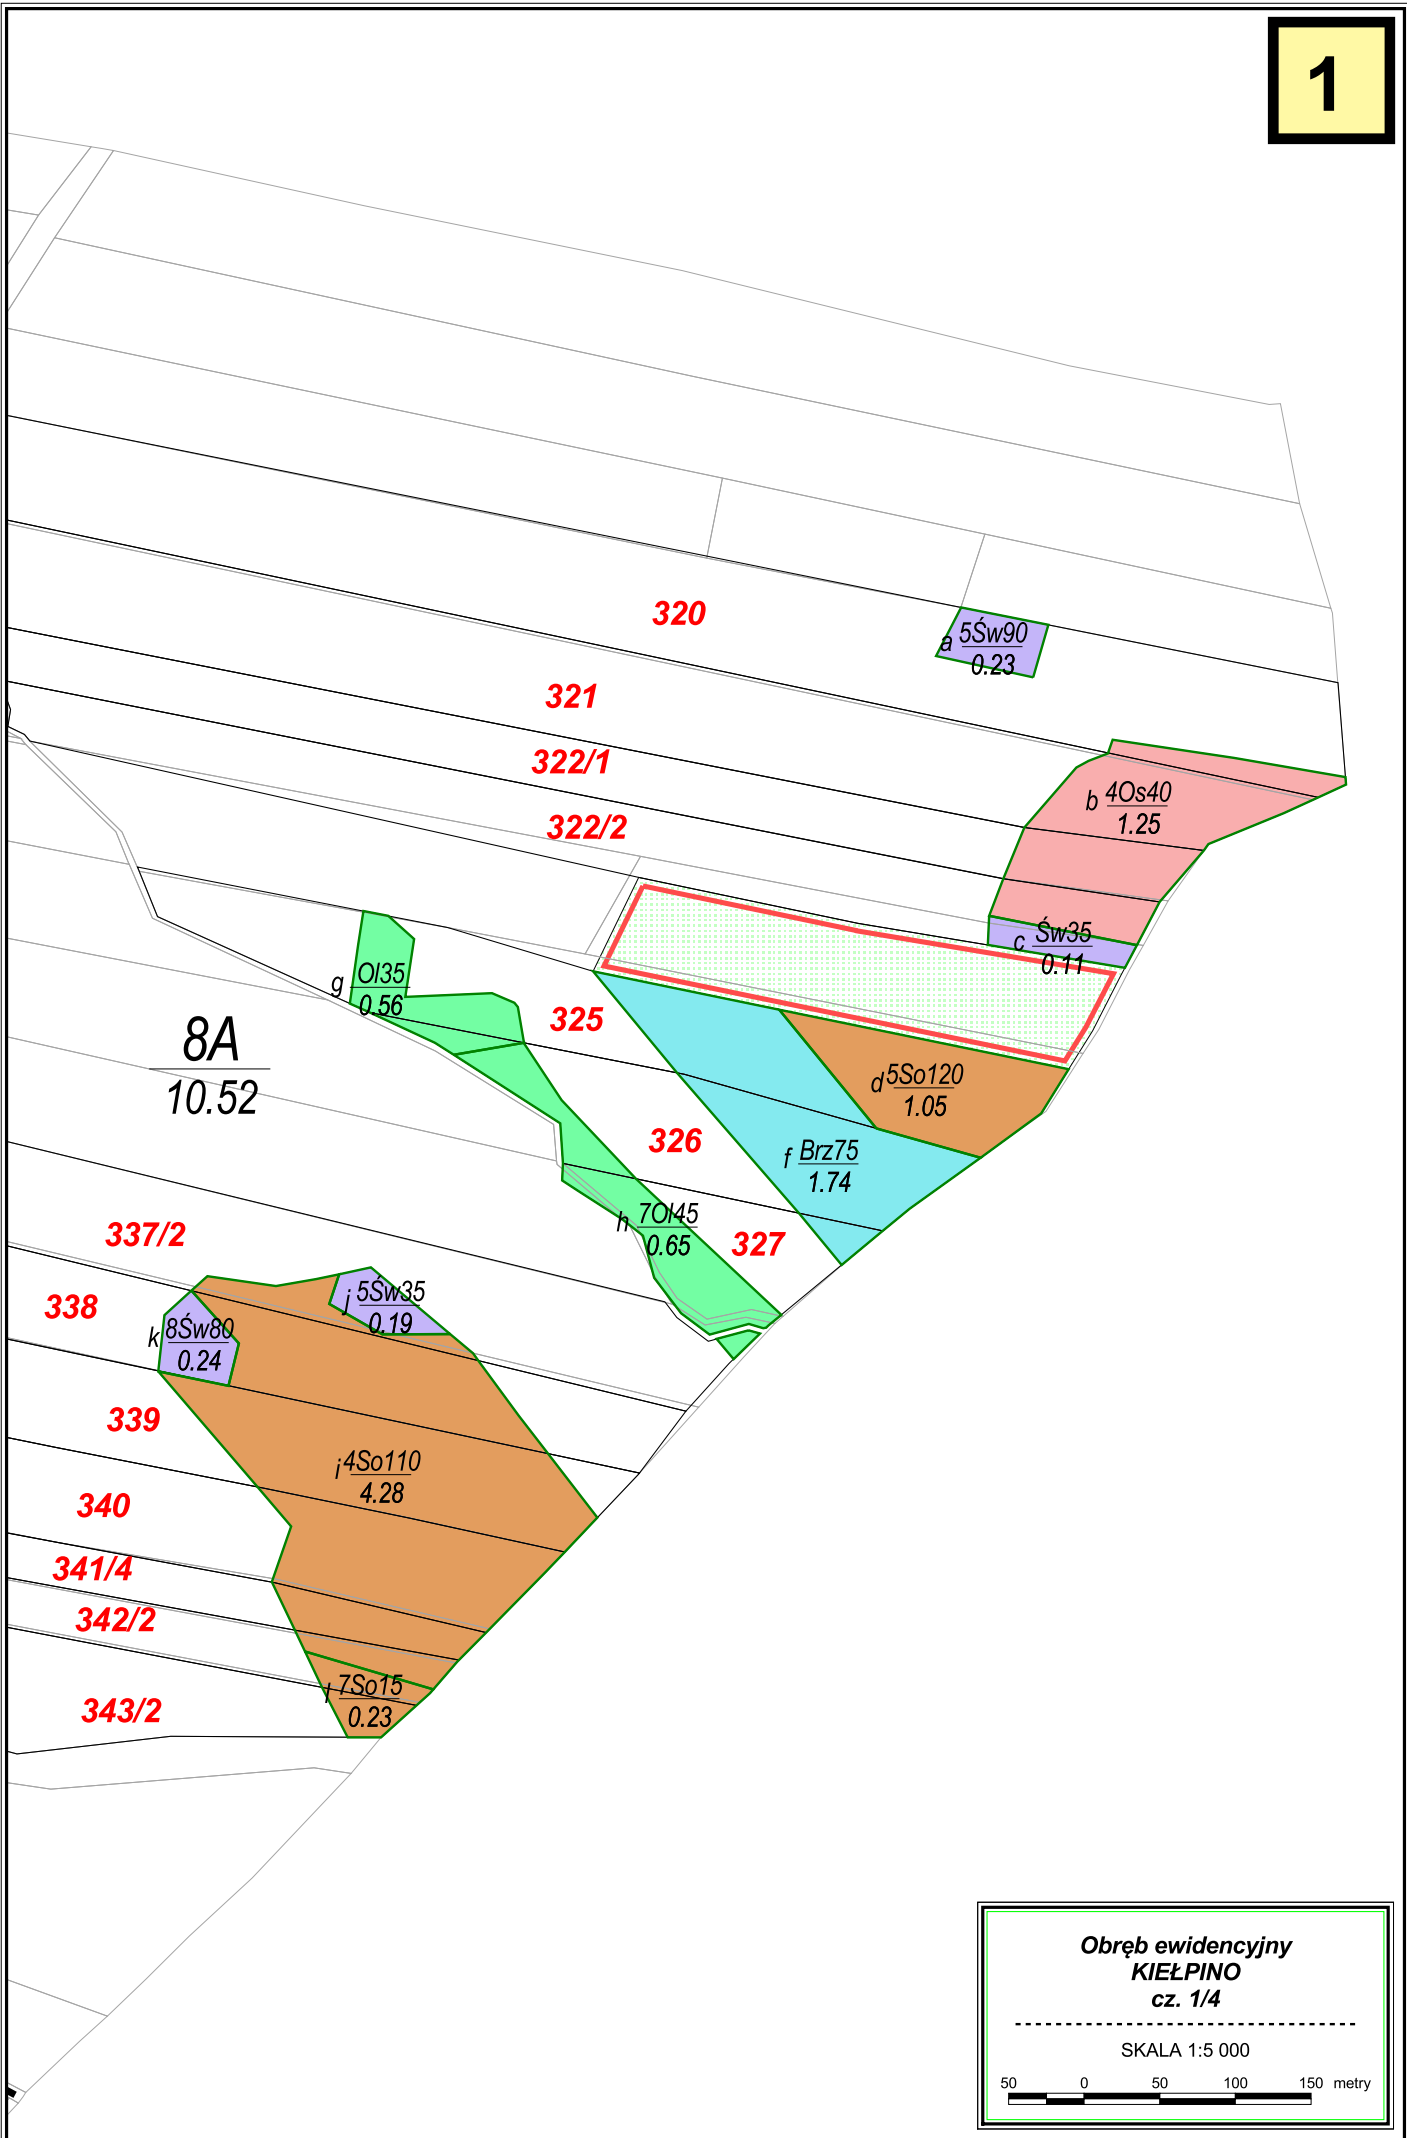 1
320
a 5Św90
0.23
321
322/1
b 4Os40
1.25
322/2
c Św35
0.11
g Ol35
0.56
325
8A
10.52
d 5So120
1.05
326
f Brz75
1.74
h 7Ol45
0.65
327
337/2
338
j 5Św35
0.19
k 8Św80
0.24
339
i 4So110
4.28
340
341/4
342/2
l 7So15
0.23
343/2
Obręb ewidencyjny
KIEŁPINO
cz. 1/4
SKALA 1:5 000
50 0 50 100 150 metry